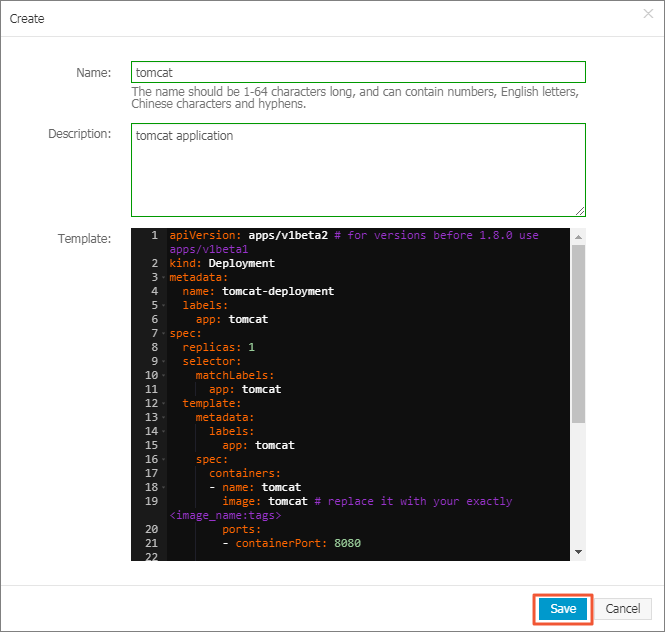 Create
Name:
tomcat
The name should be 1-64 characters long, and can contain numbers, English letters,
Chinese characters and hyphens.
Description:
tomcat application
Template:
1 apiVersion: apps/v1beta2 # for versions before 1.8.0 use
apps/v1beta1
2 kind: Deployment
3 metadata:
4 name: tomcat-deployment
5 labels:
6 app: tomcat
7 spec:
8 replicas: 1
9 selector:
10 matchLabels:
11 app: tomcat
12 template:
13 metadata:
14 labels:
15 app: tomcat
16 spec:
17 containers:
18 - name: tomcat
19 image: tomcat # replace it with your exactly
<image_name:tags>
20 ports:
21 - containerPort: 8080
22
Save
Cancel